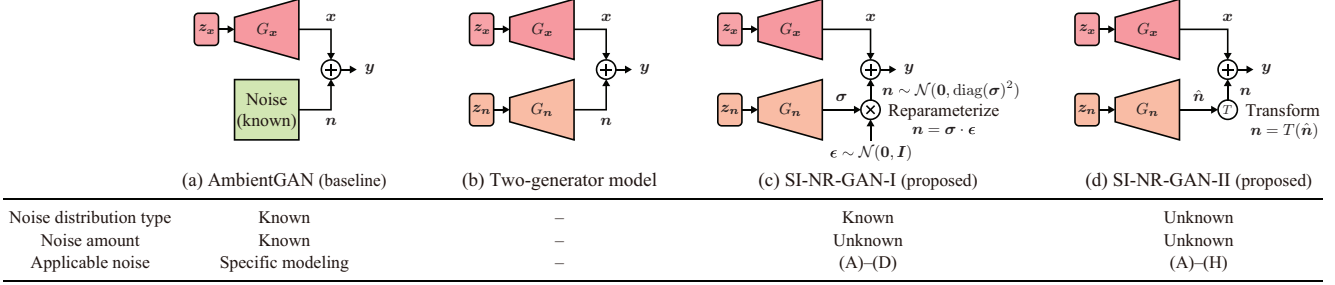 z_x G_x x
+ y
Noise
(known)
n
(a) AmbientGAN (baseline)
z_x G_x x
+ y
z_n G_n n
(b) Two-generator model
z_x G_x x
+ y
n ∼ N(0, diag(σ)²)
z_n G_n σ × Reparameterize
n = σ · ϵ
ϵ ∼ N(0, I)
(c) SI-NR-GAN-I (proposed)
z_x G_x x
+ y
n
z_n G_n n̂ T Transform
n = T(n̂)
(d) SI-NR-GAN-II (proposed)
Noise distribution type Known – Known Unknown
Noise amount Known – Unknown Unknown
Applicable noise Specific modeling – (A)–(D) (A)–(H)